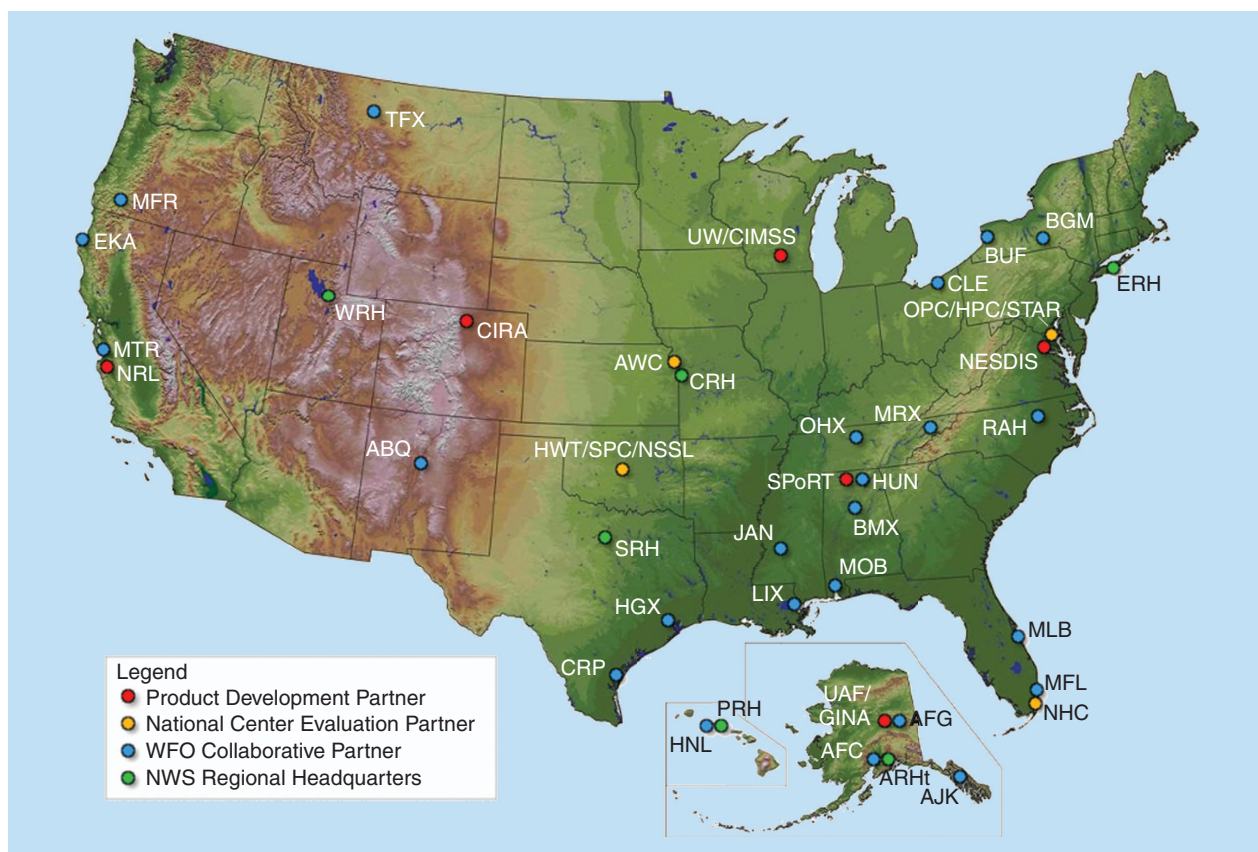 TFX
MFR
EKA
UW/CIMSS
BGM
BUF
CLE
ERH
WRH
CIRA
OPC/HPC/STAR
MTR
NRL
AWC
CRH
NESDIS
ABQ
HWT/SPC/NSSL
OHX
MRX
RAH
SPoRT
HUN
BMX
SRH
JAN
MOB
HGX
LIX
MLB
CRP
MFL
NHC
UAF/
GINA
AFG
PRH
HNL
AFC
ARHt
AJK
Legend
Product Development Partner
National Center Evaluation Partner
WFO Collaborative Partner
NWS Regional Headquarters